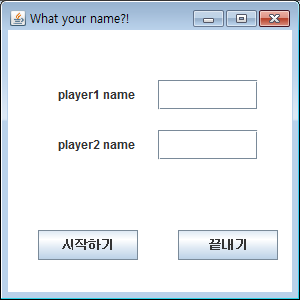 What your name?!
player1 name
player2 name
시작하기
끝내기